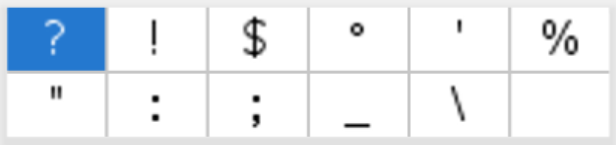 ? ! $ ° ' %
" : ; _ \